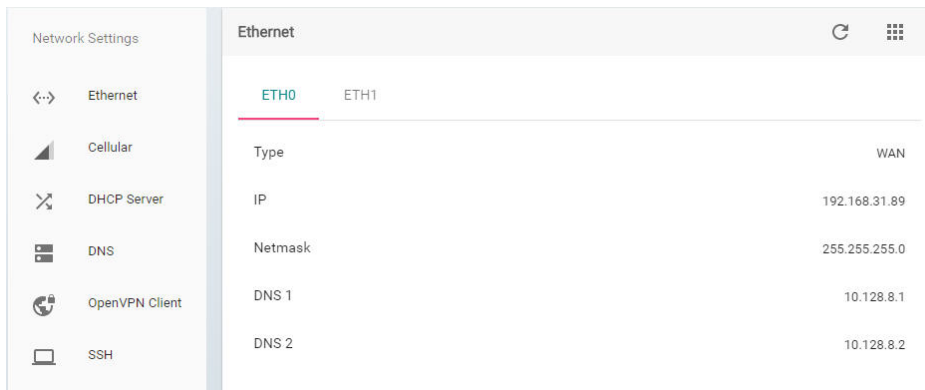 Network Settings
Ethernet
Cellular
DHCP Server
DNS
OpenVPN Client
SSH
Ethernet
ETH0 ETH1
Type WAN
IP 192.168.31.89
Netmask 255.255.255.0
DNS 1 10.128.8.1
DNS 2 10.128.8.2